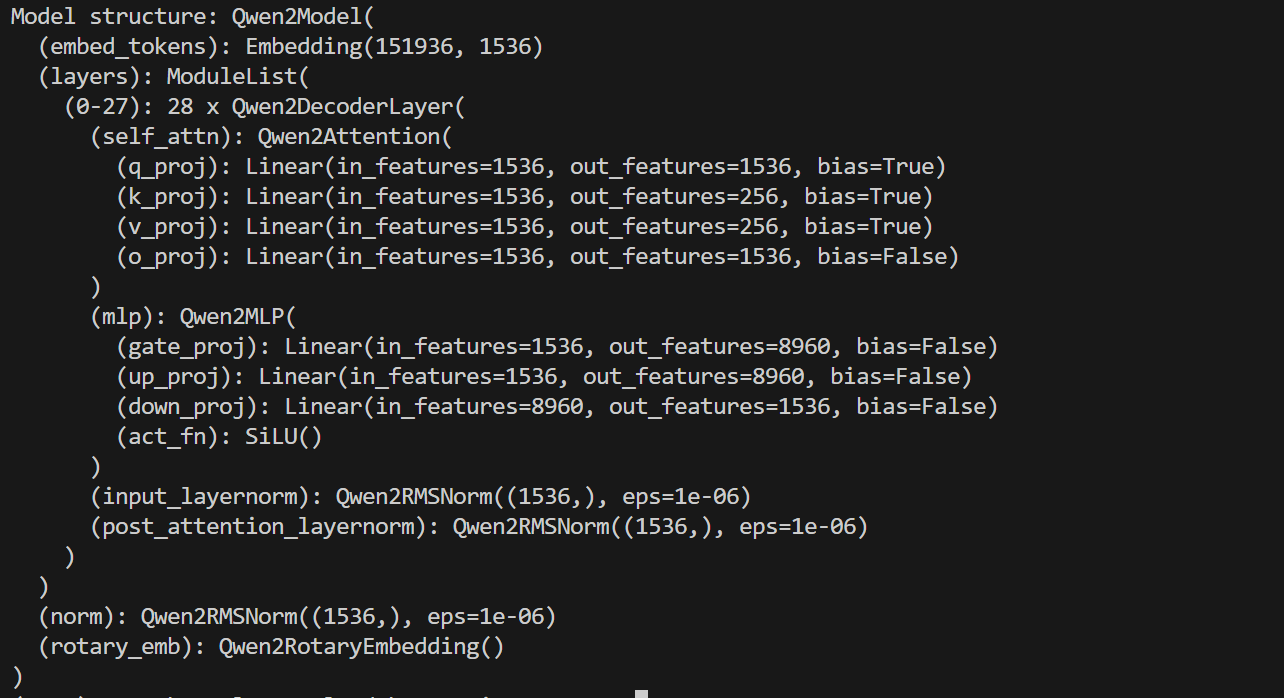 Model structure: Qwen2Model(
  (embed_tokens): Embedding(151936, 1536)
  (layers): ModuleList(
    (0-27): 28 x Qwen2DecoderLayer(
      (self_attn): Qwen2Attention(
        (q_proj): Linear(in_features=1536, out_features=1536, bias=True)
        (k_proj): Linear(in_features=1536, out_features=256, bias=True)
        (v_proj): Linear(in_features=1536, out_features=256, bias=True)
        (o_proj): Linear(in_features=1536, out_features=1536, bias=False)
      )
      (mlp): Qwen2MLP(
        (gate_proj): Linear(in_features=1536, out_features=8960, bias=False)
        (up_proj): Linear(in_features=1536, out_features=8960, bias=False)
        (down_proj): Linear(in_features=8960, out_features=1536, bias=False)
        (act_fn): SiLU()
      )
      (input_layernorm): Qwen2RMSNorm((1536,), eps=1e-06)
      (post_attention_layernorm): Qwen2RMSNorm((1536,), eps=1e-06)
    )
  )
  (norm): Qwen2RMSNorm((1536,), eps=1e-06)
  (rotary_emb): Qwen2RotaryEmbedding()
)